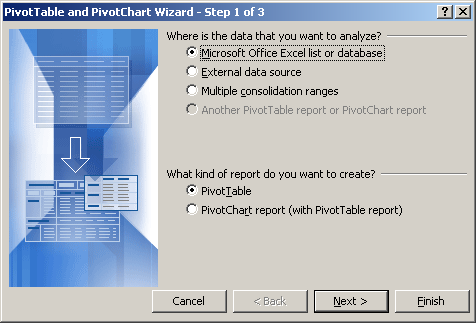 PivotTable and PivotChart Wizard - Step 1 of 3
Where is the data that you want to analyze?
Microsoft Office Excel list or database
External data source
Multiple consolidation ranges
Another PivotTable report or PivotChart report
What kind of report do you want to create?
PivotTable
PivotChart report (with PivotTable report)
Cancel < Back Next > Finish